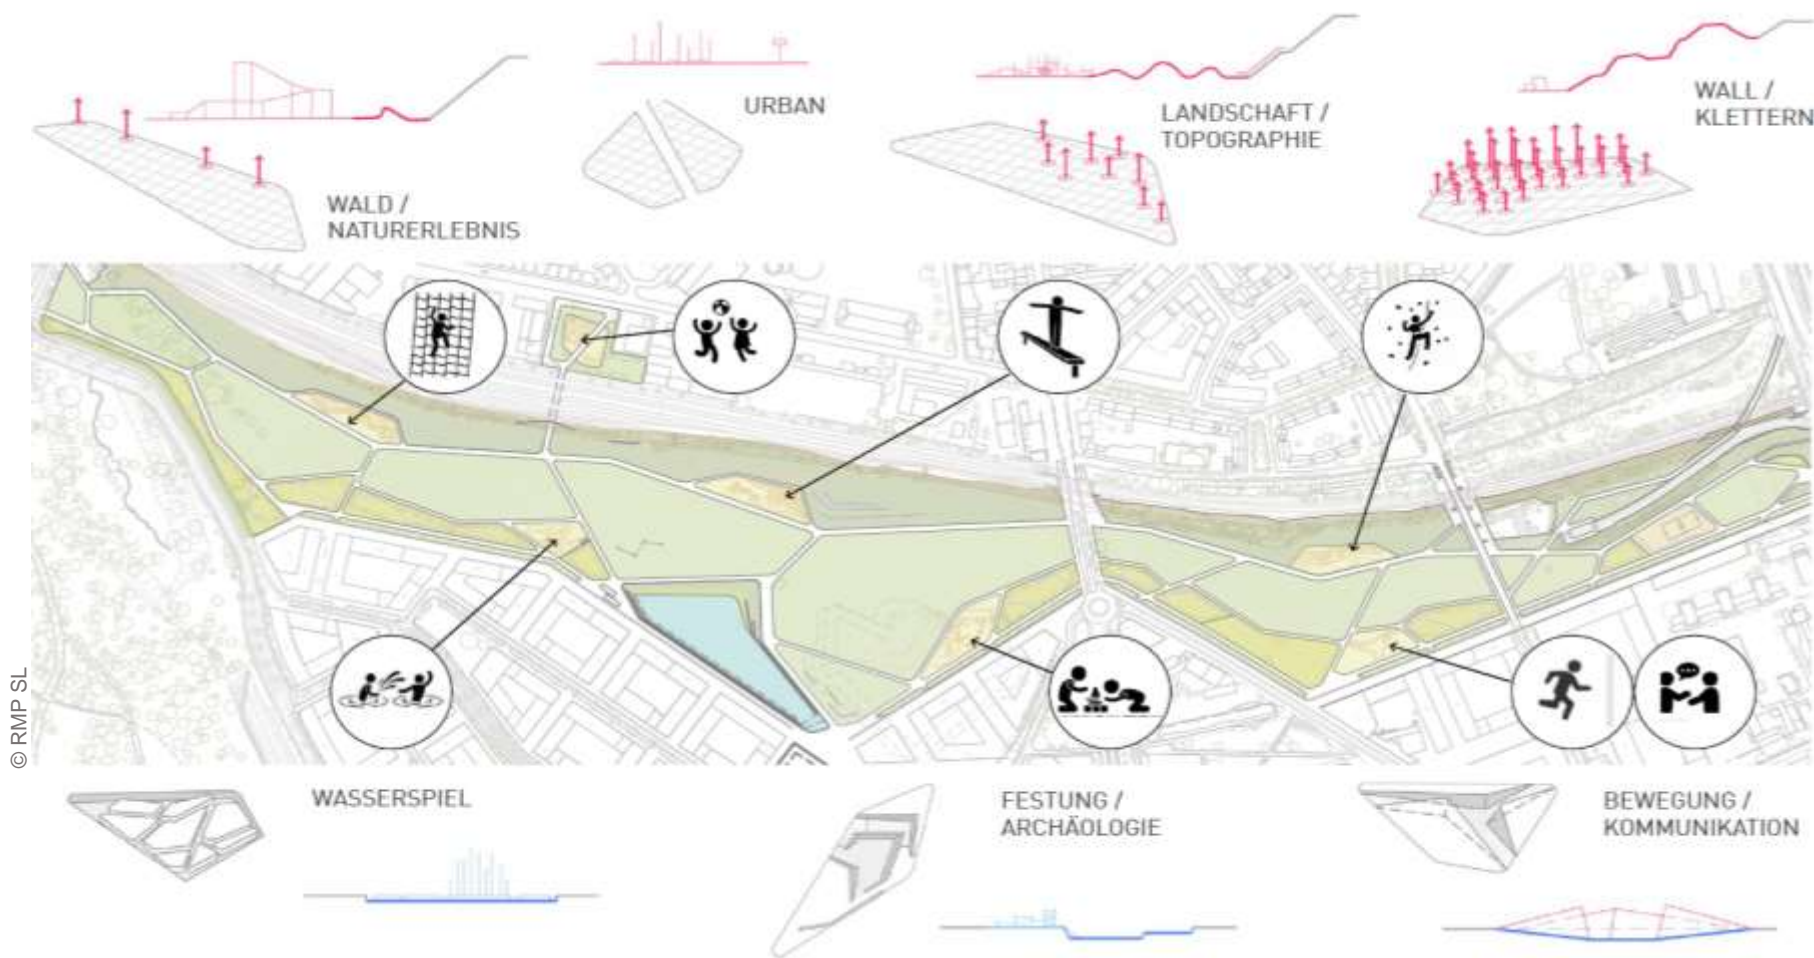 URBAN
LANDSCHAFT /
TOPOGRAPHIE
WALL /
KLETTERN
WALD /
NATURERLEBNIS
© RMP SL
WASSERSPIEL
FESTUNG /
ARCHÄOLOGIE
BEWEGUNG /
KOMMUNIKATION